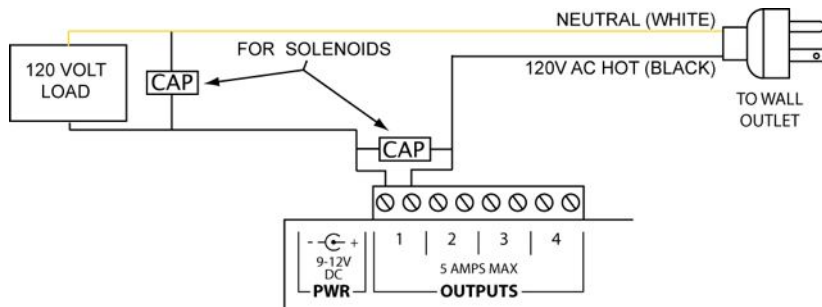 NEUTRAL (WHITE)
FOR SOLENOIDS
120 VOLT
LOAD
CAP
120V AC HOT (BLACK)
TO WALL
OUTLET
CAP
- +
1 2 3 4
9-12V
DC
5 AMPS MAX
PWR
OUTPUTS